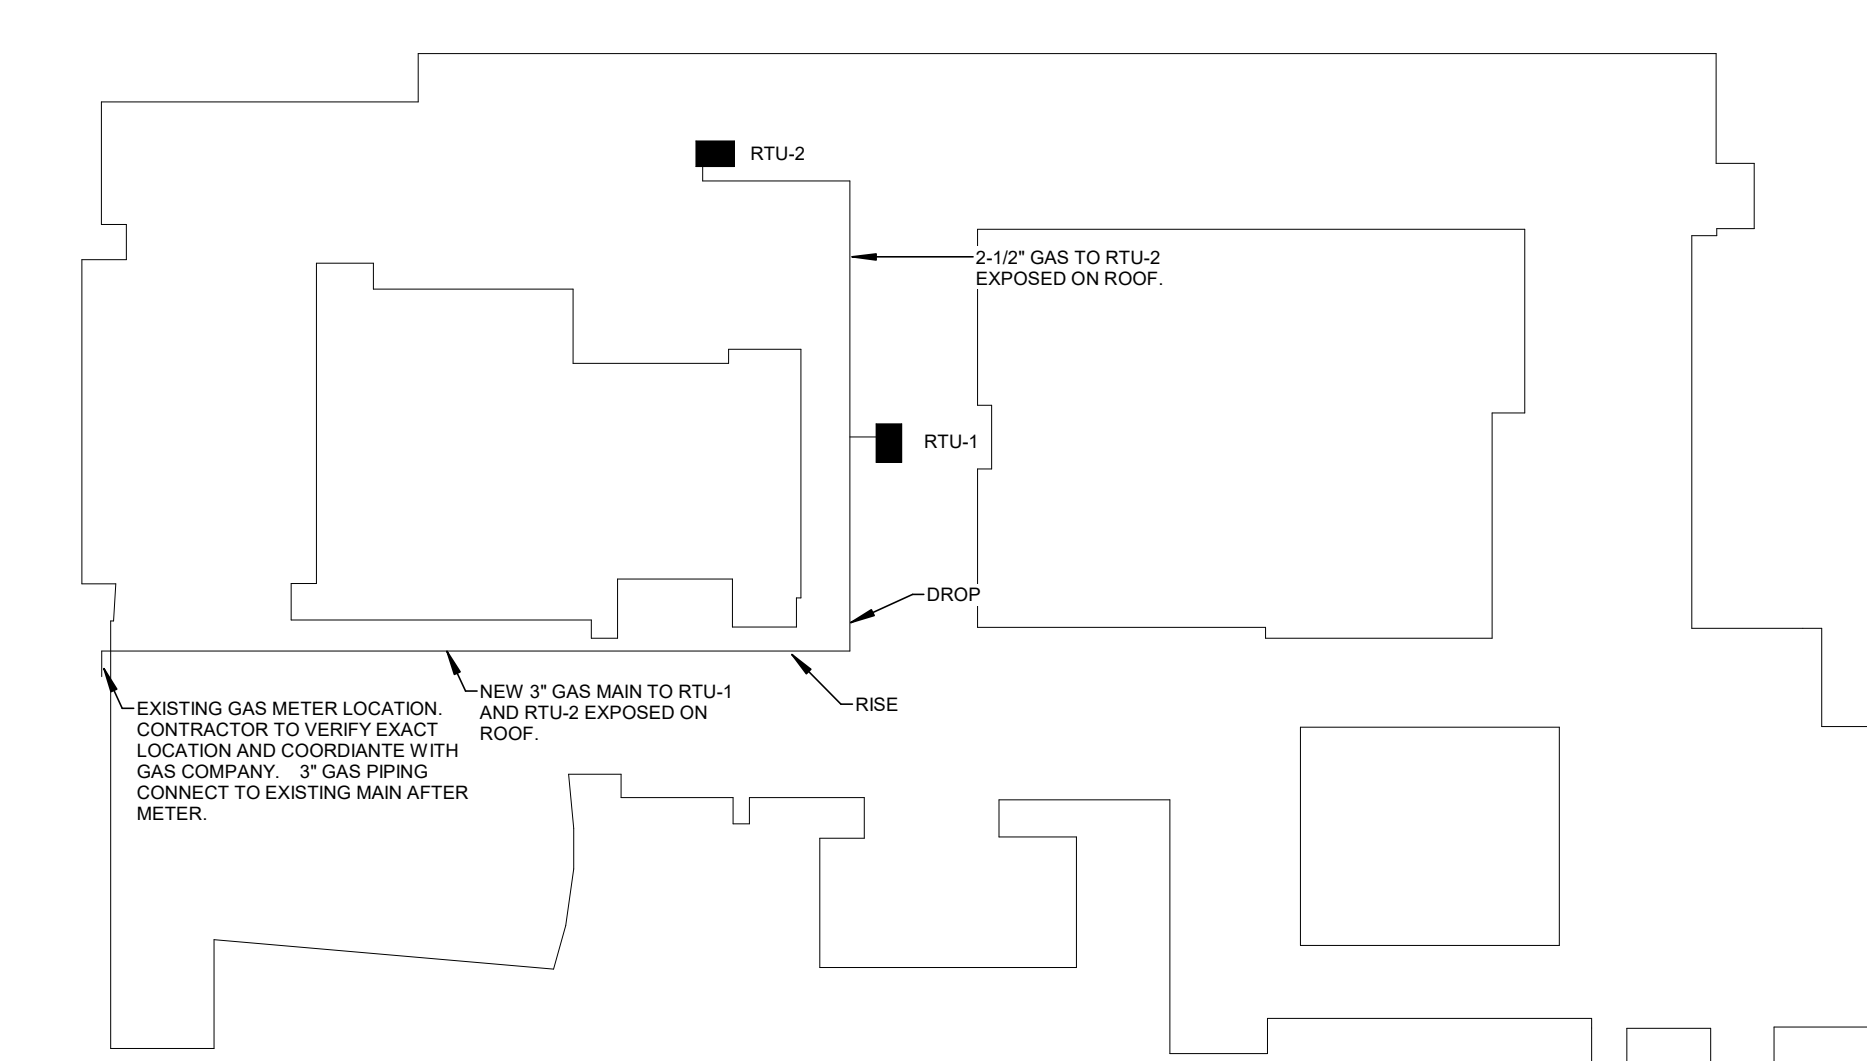 RTU-2
2-1/2" GAS TO RTU-2
EXPOSED ON ROOF.
RTU-1
DROP
RISE
NEW 3" GAS MAIN TO RTU-1
AND RTU-2 EXPOSED ON
ROOF.
EXISTING GAS METER LOCATION.
CONTRACTOR TO VERIFY EXACT
LOCATION AND COORDIANTE WITH
GAS COMPANY. 3" GAS PIPING
CONNECT TO EXISTING MAIN AFTER
METER.